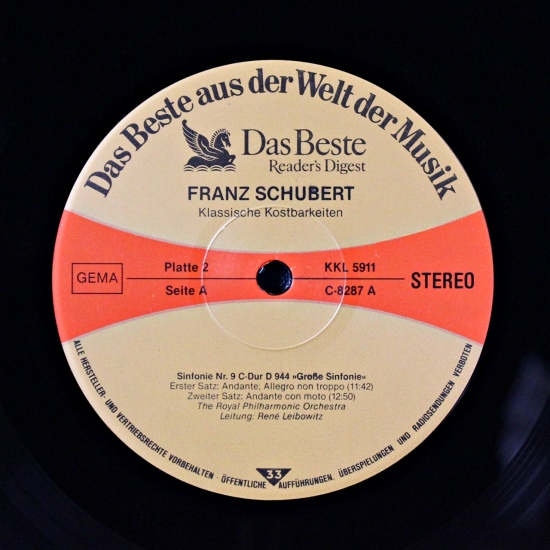 Das Beste aus der Welt der Musik
Das Beste
Reader's Digest
FRANZ SCHUBERT
Klassische Kostbarkeiten
GEMA
Platte 2
KKL 5911
Seite A
C-8287 A
STEREO
Sinfonie Nr. 9 C-Dur D 944 »Große Sinfonie«
Erster Satz: Andante; Allegro non troppo (11:42)
Zweiter Satz: Andante con moto (12:50)
The Royal Philharmonic Orchestra
Leitung: René Leibowitz
33
ALLE HERSTELLER- UND VERTRIEBSRECHTE VORBEHALTEN · ÖFFENTLICHE AUFFÜHRUNGEN, ÜBERSPIELUNGEN UND RADIOSENDUNGEN VERBOTEN